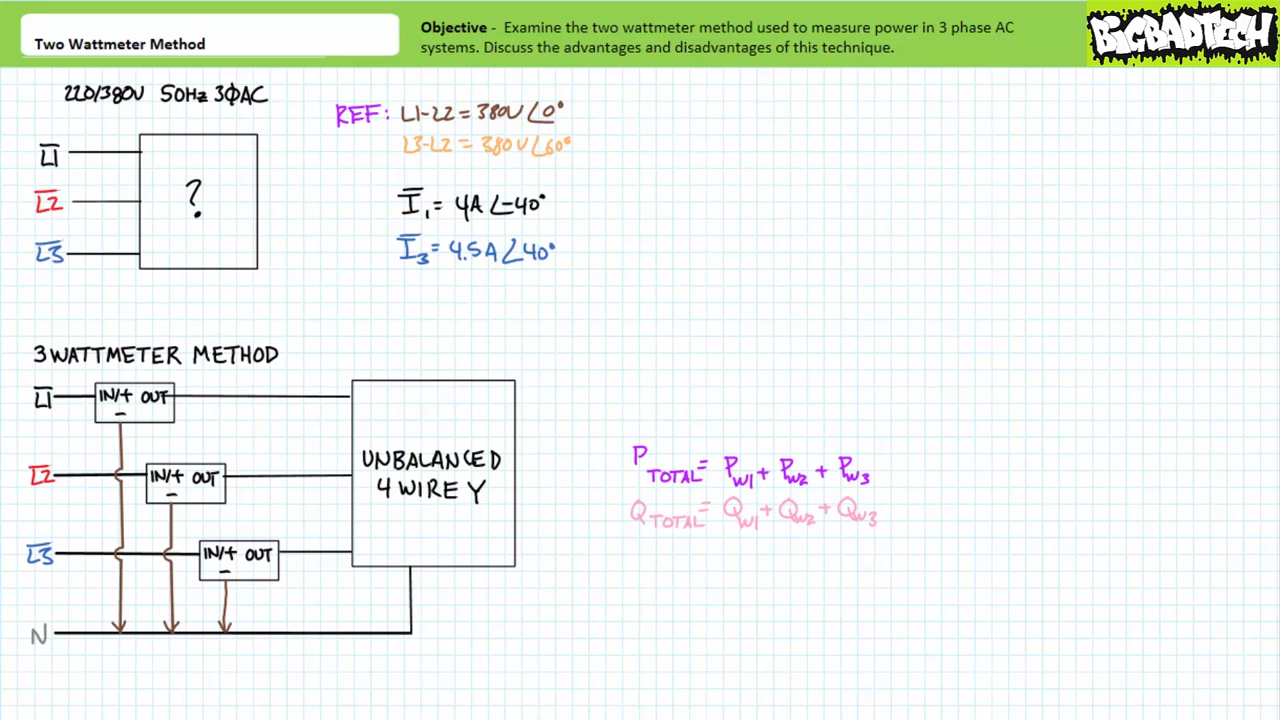 Two Wattmeter Method
Objective - Examine the two wattmeter method used to measure power in 3 phase AC
systems. Discuss the advantages and disadvantages of this technique.
BIGBADTECH
220/380V 50Hz 3ΦAC
L1
L2
L3
?
REF: L1-L2 = 380V∠0°
L3-L2 = 380V∠60°
I1 = 4A∠-40°
I3 = 4.5A∠40°
3 WATTMETER METHOD
L1
IN/+ OUT
-
L2
IN/+ OUT
-
L3
IN/+ OUT
-
N
UNBALANCED
4 WIRE Y
PTOTAL = PW1 + PW2 + PW3
QTOTAL = QW1 + QW2 + QW3